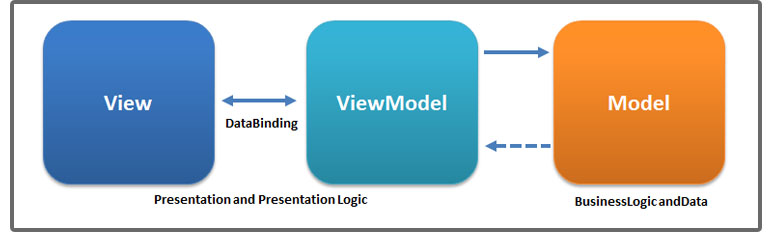 View
ViewModel
Model
DataBinding
Presentation and Presentation Logic
BusinessLogicandData